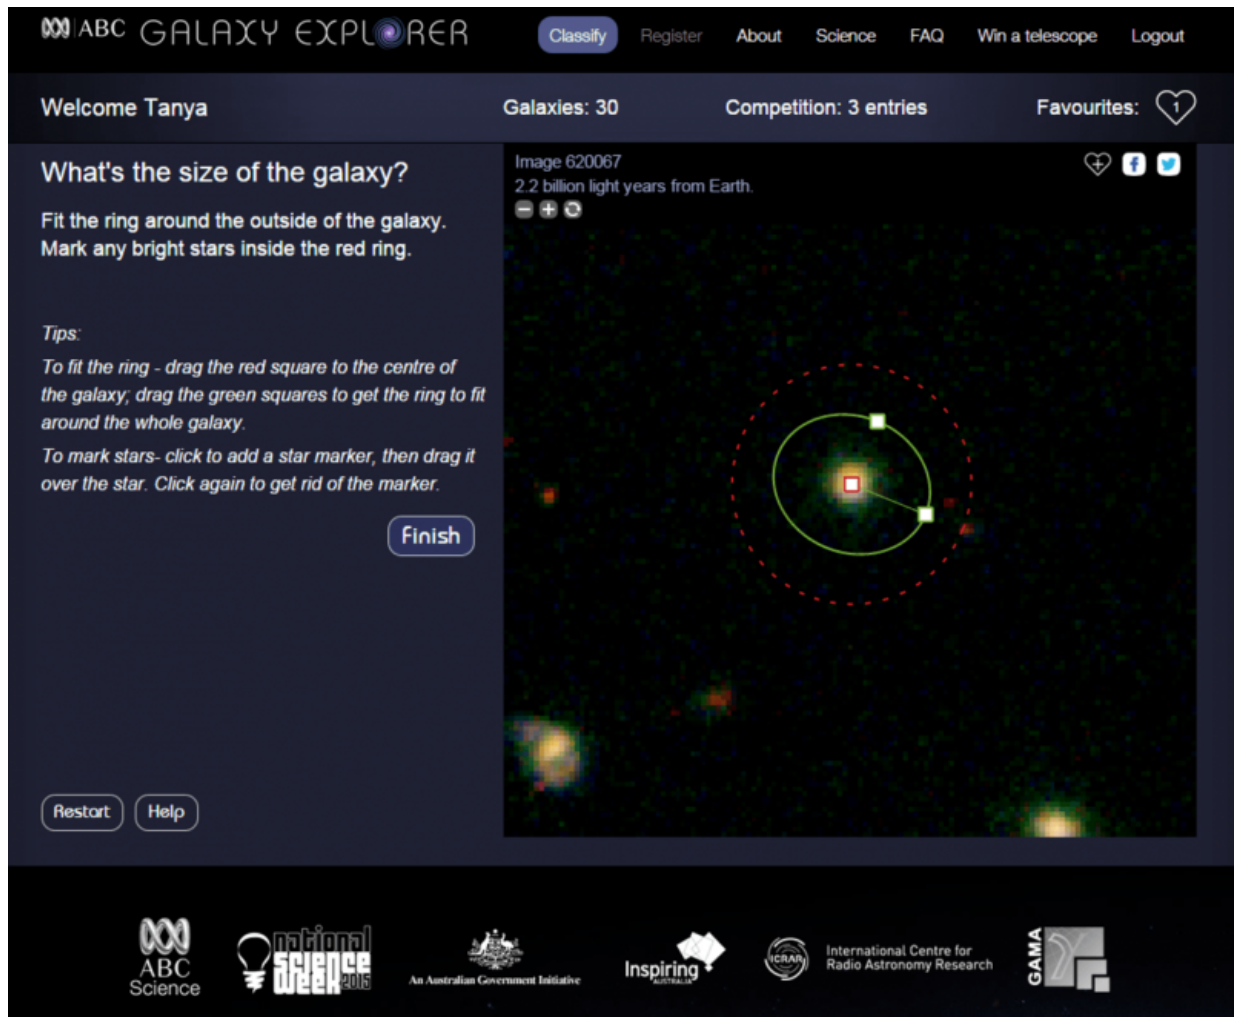 ABC GALAXY EXPLORER Classify Register About Science FAQ Win a telescope Logout
Welcome Tanya Galaxies: 30 Competition: 3 entries Favourites: 1
What's the size of the galaxy?
Fit the ring around the outside of the galaxy.
Mark any bright stars inside the red ring.
Tips:
To fit the ring - drag the red square to the centre of
the galaxy; drag the green squares to get the ring to fit
around the whole galaxy.
To mark stars- click to add a star marker, then drag it
over the star. Click again to get rid of the marker.
Finish
Restart Help
Image 620067
2.2 billion light years from Earth.
ABC
Science
national
science
week 2015
An Australian Government Initiative
Inspiring
AUSTRALIA
ICRAR
International Centre for
Radio Astronomy Research
GAMA